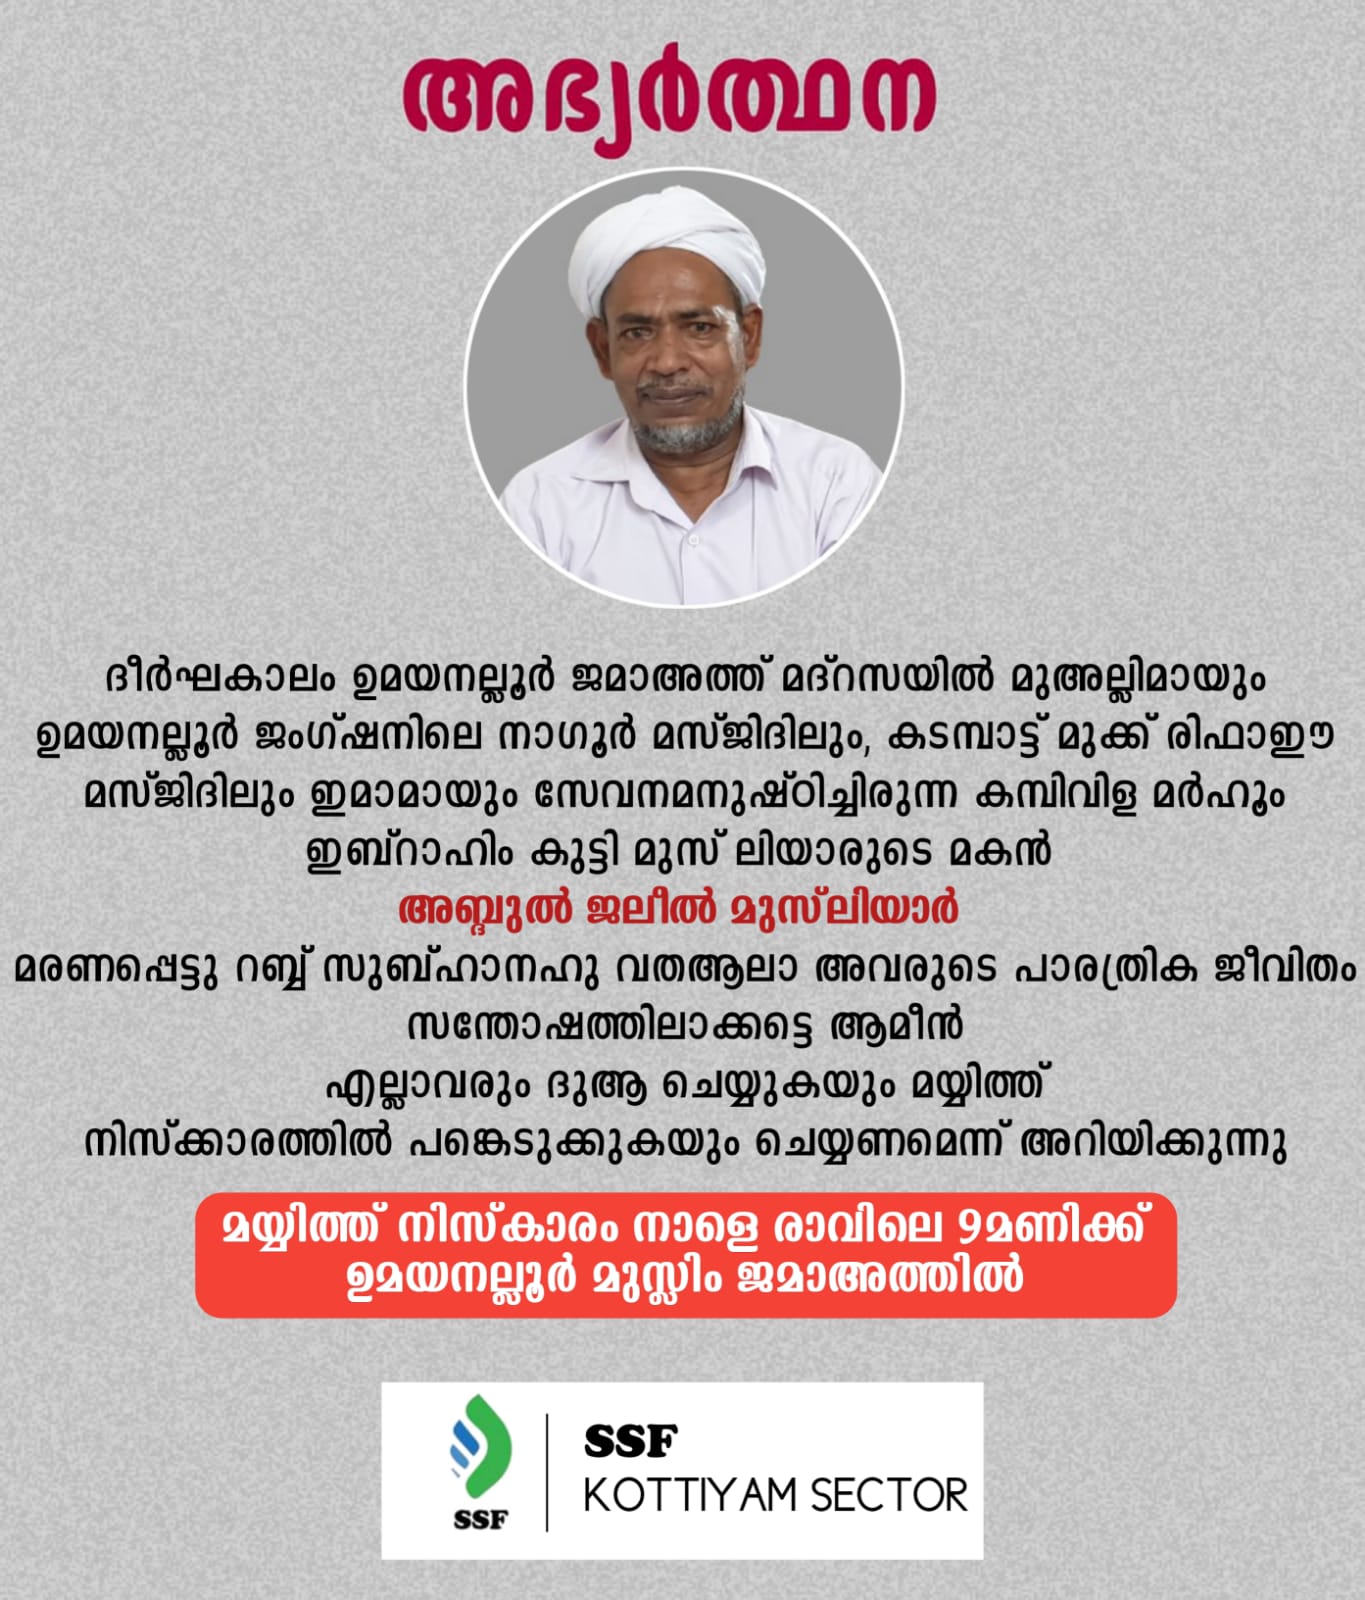 അഭ്യർത്ഥന
ദീർഘകാലം ഉമയനല്ലൂർ ജമാഅത്ത് മദ്റസയിൽ മുഅല്ലിമായും
ഉമയനല്ലൂർ ജംഗ്ഷനിലെ നാഗൂർ മസ്ജിദിലും, കടമ്പാട്ട് മുക്ക് രിഫാഈ
മസ്ജിദിലും ഇമാമായും സേവനമനുഷ്ഠിച്ചിരുന്ന കമ്പിവിള മർഹൂം
ഇബ്റാഹിം കുട്ടി മുസ് ലിയാരുടെ മകൻ
അബ്ദുൽ ജലീൽ മുസ്‌ലിയാർ
മരണപ്പെട്ടു റബ്ബ് സുബ്ഹാനഹു വതആലാ അവരുടെ പാരത്രിക ജീവിതം
സന്തോഷത്തിലാക്കട്ടെ ആമീൻ
എല്ലാവരും ദുആ ചെയ്യുകയും മയ്യിത്ത്
നിസ്ക്കാരത്തിൽ പങ്കെടുക്കുകയും ചെയ്യണമെന്ന് അറിയിക്കുന്നു
മയ്യിത്ത് നിസ്കാരം നാളെ രാവിലെ 9മണിക്ക്
ഉമയനല്ലൂർ മുസ്ലിം ജമാഅത്തിൽ
SSF
SSF
KOTTIYAM SECTOR